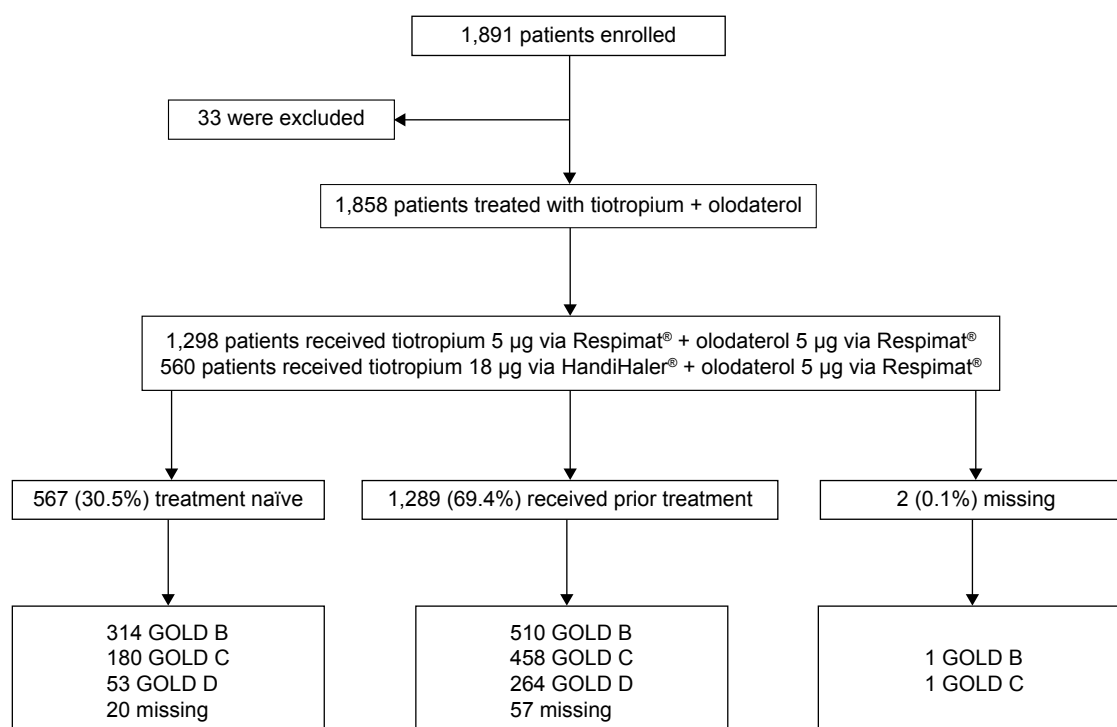 1,891 patients enrolled
33 were excluded
1,858 patients treated with tiotropium + olodaterol
1,298 patients received tiotropium 5 µg via Respimat® + olodaterol 5 µg via Respimat®
560 patients received tiotropium 18 µg via HandiHaler® + olodaterol 5 µg via Respimat®
567 (30.5%) treatment naïve
1,289 (69.4%) received prior treatment
2 (0.1%) missing
314 GOLD B
180 GOLD C
53 GOLD D
20 missing
510 GOLD B
458 GOLD C
264 GOLD D
57 missing
1 GOLD B
1 GOLD C